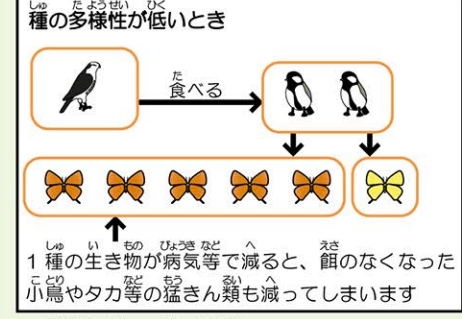 種の多様性が低いとき
食べる
1種の生き物が病気等で減ると、餌のなくなった
小鳥やタカ等の猛きん類も減ってしまいます